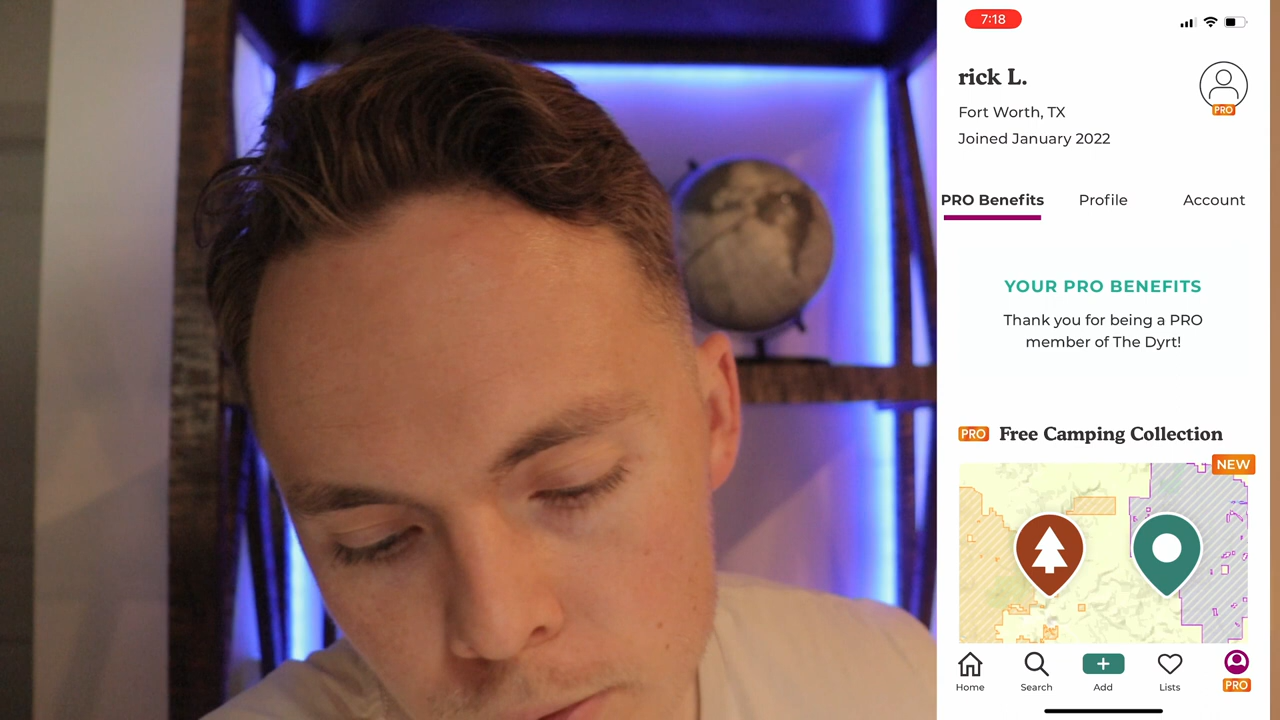 7:18
rick L.
PRO
Fort Worth, TX
Joined January 2022
PRO Benefits Profile Account
YOUR PRO BENEFITS
Thank you for being a PRO
member of The Dyrt!
PRO Free Camping Collection
NEW
Home Search Add Lists PRO